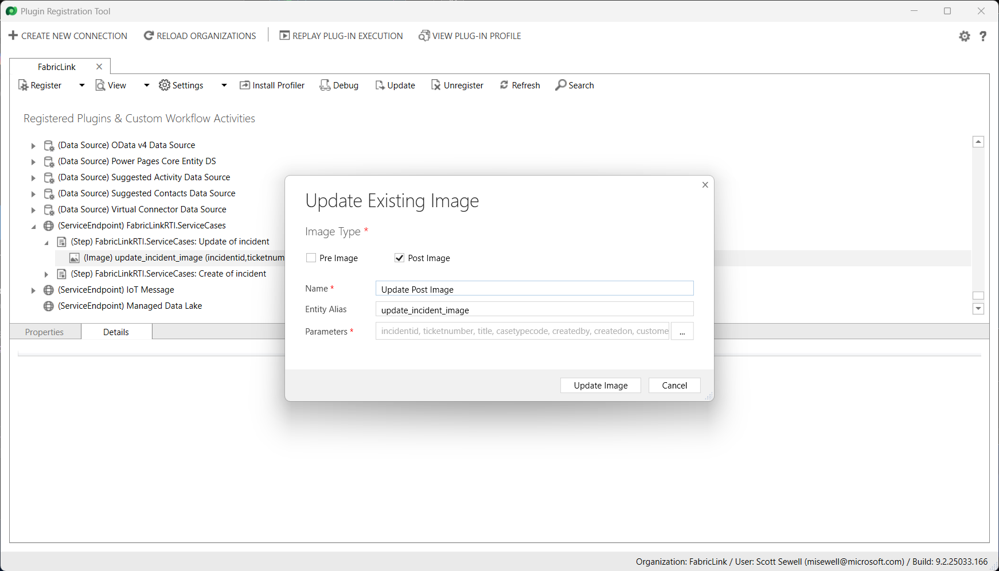 Plugin Registration Tool
CREATE NEW CONNECTION RELOAD ORGANIZATIONS REPLAY PLUG-IN EXECUTION VIEW PLUG-IN PROFILE ?
FabricLink
Register View Settings Install Profiler Debug Update Unregister Refresh Search
Registered Plugins & Custom Workflow Activities
(Data Source) OData v4 Data Source
(Data Source) Power Pages Core Entity DS
(Data Source) Suggested Activity Data Source
(Data Source) Suggested Contacts Data Source
(Data Source) Virtual Connector Data Source
(ServiceEndpoint) FabricLinkRTI.ServiceCases
(Step) FabricLinkRTI.ServiceCases: Update of incident
(Image) update_incident_image (incidentid,ticketnum
(Step) FabricLinkRTI.ServiceCases: Create of incident
(ServiceEndpoint) IoT Message
(ServiceEndpoint) Managed Data Lake
Properties Details
Update Existing Image
Image Type *
Pre Image Post Image
Name * Update Post Image
Entity Alias update_incident_image
Parameters * incidentid, ticketnumber, title, casetypecode, createdby, createdon, custome ...
Update Image Cancel
Organization: FabricLink / User: Scott Sewell (misewell@microsoft.com) / Build: 9.2.25033.166